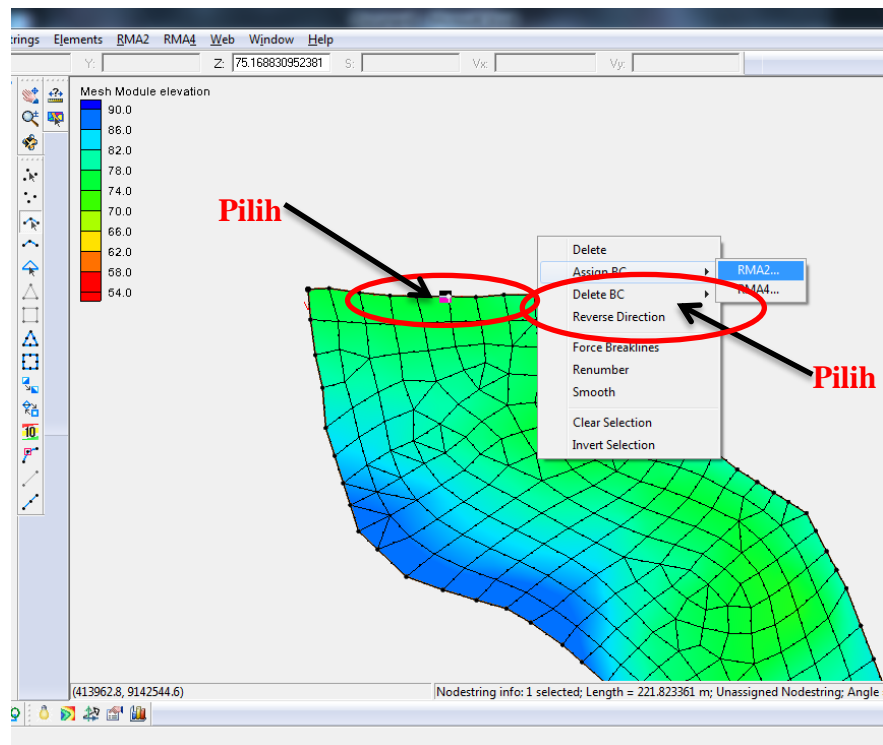 trings Elements RMA2 RMA4 Web Window Help
Y: Z: 75.168830952381 S: Vx: Vy:
Mesh Module elevation
90.0
86.0
82.0
78.0
74.0
70.0
66.0
62.0
58.0
54.0
Pilih
Delete
Assign BC RMA2...
Delete BC RMA4...
Reverse Direction
Force Breaklines
Renumber
Smooth
Clear Selection
Invert Selection
Pilih
10
(413962.8, 9142544.6) Nodestring info: 1 selected; Length = 221.823361 m; Unassigned Nodestring; Angle